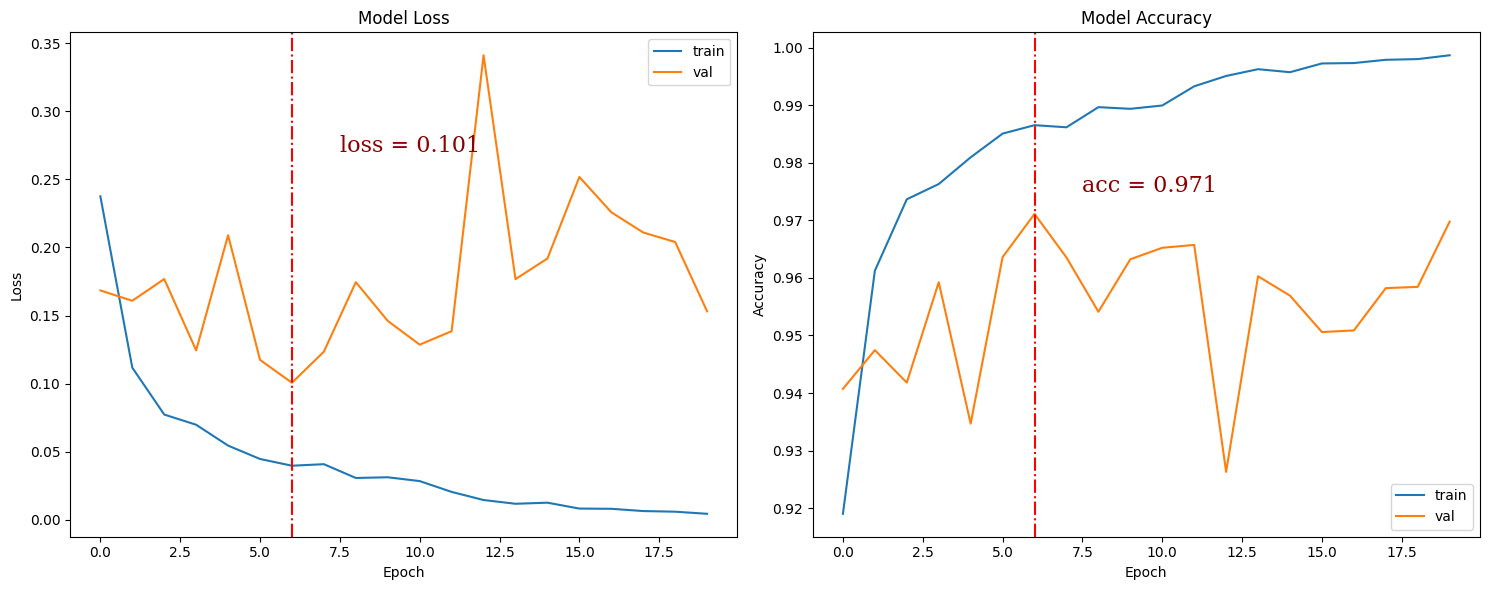 Model Loss
0.35
0.30
0.25
0.20
0.15
0.10
0.05
0.00
Loss
train
val
loss = 0.101
0.0 2.5 5.0 7.5 10.0 12.5 15.0 17.5
Epoch
Model Accuracy
1.00
0.99
0.98
0.97
0.96
0.95
0.94
0.93
0.92
Accuracy
acc = 0.971
train
val
0.0 2.5 5.0 7.5 10.0 12.5 15.0 17.5
Epoch